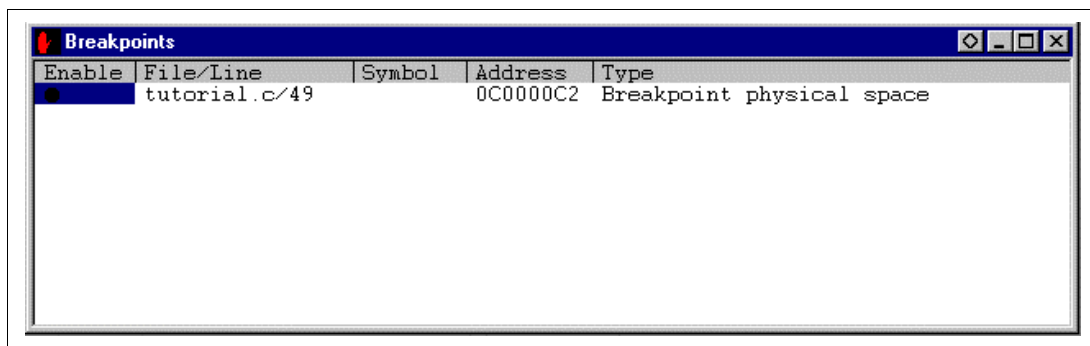 Breakpoints
Enable File/Line Symbol Address Type
tutorial.c/49 0C0000C2 Breakpoint physical space